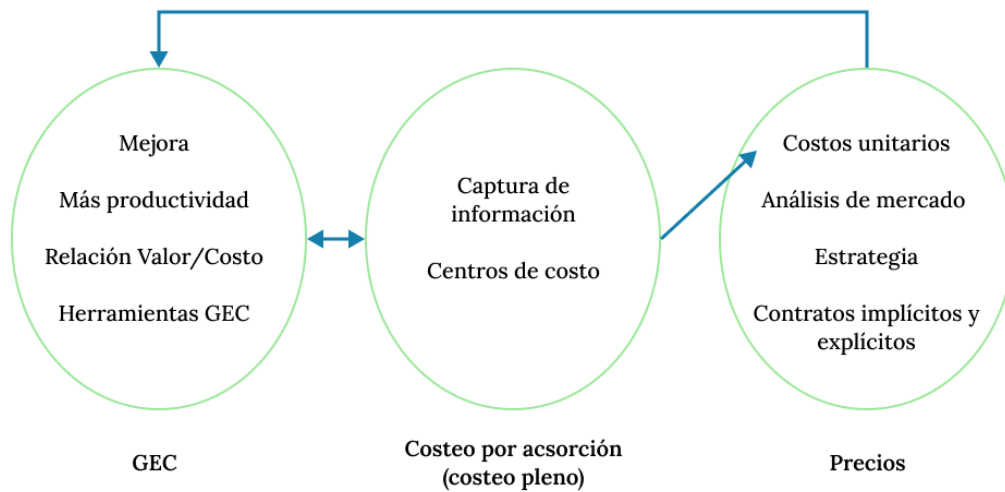 Mejora
Más productividad
Relación Valor/Costo
Herramientas GEC
GEC
Captura de
información
Centros de costo
Costeo por acsorción
(costeo pleno)
Costos unitarios
Análisis de mercado
Estrategia
Contratos implícitos y
explícitos
Precios